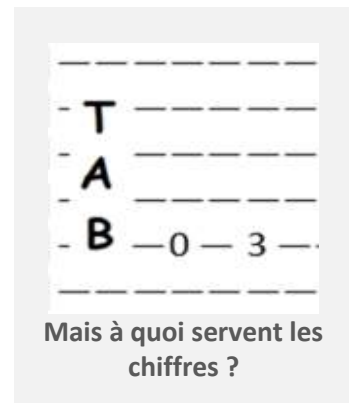 T
A
B 0 3
Mais à quoi servent les
chiffres ?